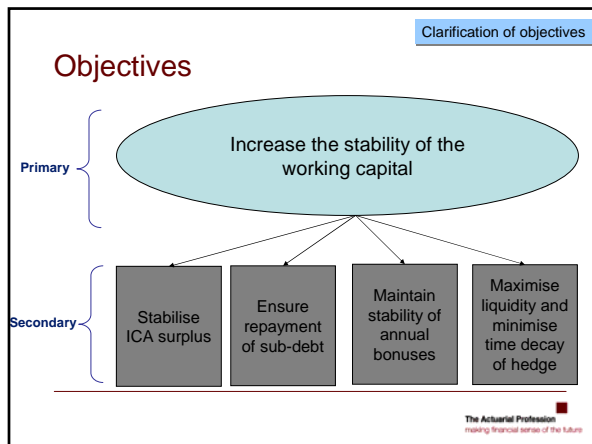 Clarification of objectives
Objectives
Primary
Increase the stability of the
working capital
Secondary
Stabilise
ICA surplus
Ensure
repayment
of sub-debt
Maintain
stability of
annual
bonuses
Maximise
liquidity and
minimise
time decay
of hedge
The Actuarial Profession
making financial sense of the future